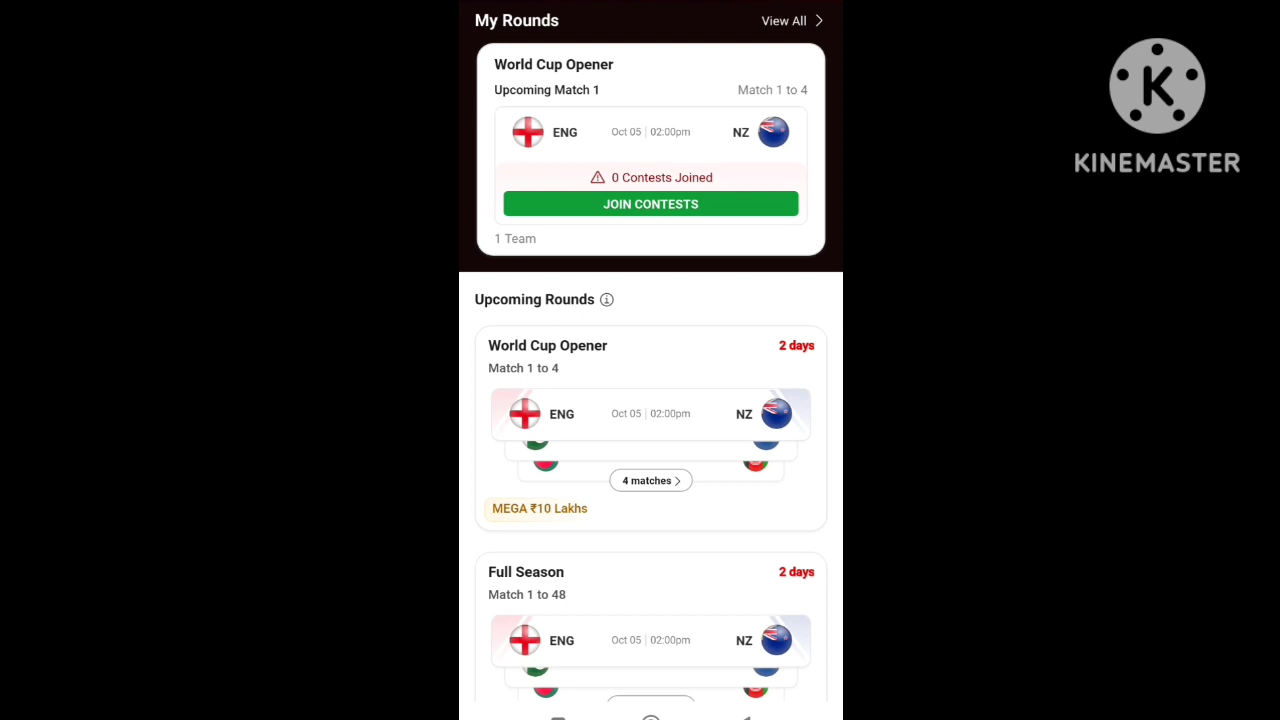 My Rounds View All
World Cup Opener
Upcoming Match 1 Match 1 to 4
ENG Oct 05 | 02:00pm NZ
0 Contests Joined
JOIN CONTESTS
1 Team
Upcoming Rounds
World Cup Opener 2 days
Match 1 to 4
ENG Oct 05 | 02:00pm NZ
4 matches
MEGA ₹10 Lakhs
Full Season 2 days
Match 1 to 48
ENG Oct 05 | 02:00pm NZ
K
KINEMASTER